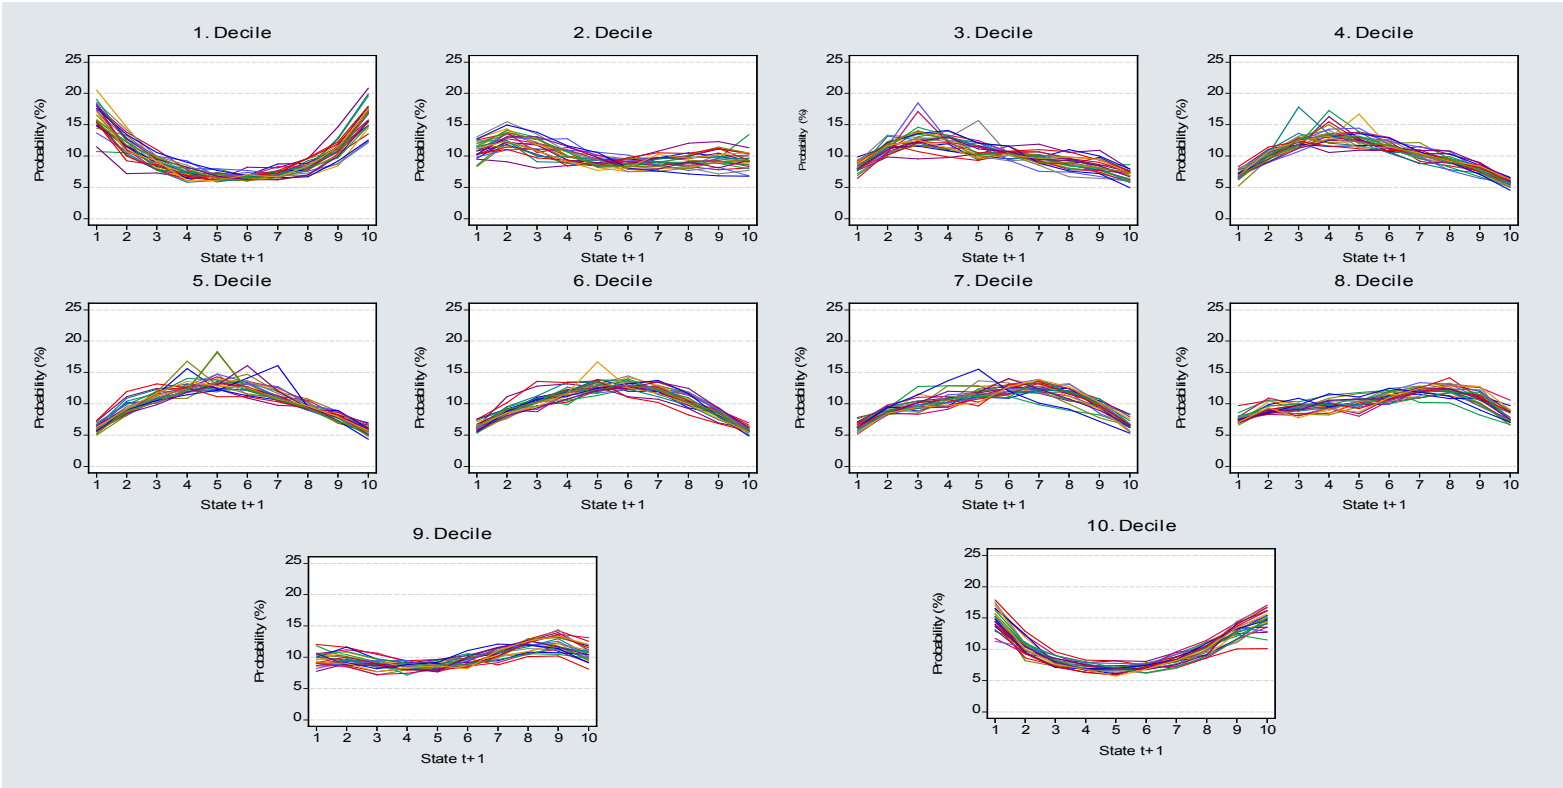 1. Decile
2. Decile
3. Decile
4. Decile
Probability (%)
25
20
15
10
5
0
1 2 3 4 5 6 7 8 9 10
State t+1
Probability (%)
25
20
15
10
5
0
1 2 3 4 5 6 7 8 9 10
State t+1
Probability (%)
25
20
15
10
5
0
1 2 3 4 5 6 7 8 9 10
State t+1
Probability (%)
25
20
15
10
5
0
1 2 3 4 5 6 7 8 9 10
State t+1
5. Decile
6. Decile
7. Decile
8. Decile
Probability (%)
25
20
15
10
5
0
1 2 3 4 5 6 7 8 9 10
State t+1
Probability (%)
25
20
15
10
5
0
1 2 3 4 5 6 7 8 9 10
State t+1
Probability (%)
25
20
15
10
5
0
1 2 3 4 5 6 7 8 9 10
State t+1
Probability (%)
25
20
15
10
5
0
1 2 3 4 5 6 7 8 9 10
State t+1
9. Decile
Probability (%)
25
20
15
10
5
0
1 2 3 4 5 6 7 8 9 10
State t+1
10. Decile
Probability (%)
25
20
15
10
5
0
1 2 3 4 5 6 7 8 9 10
State t+1